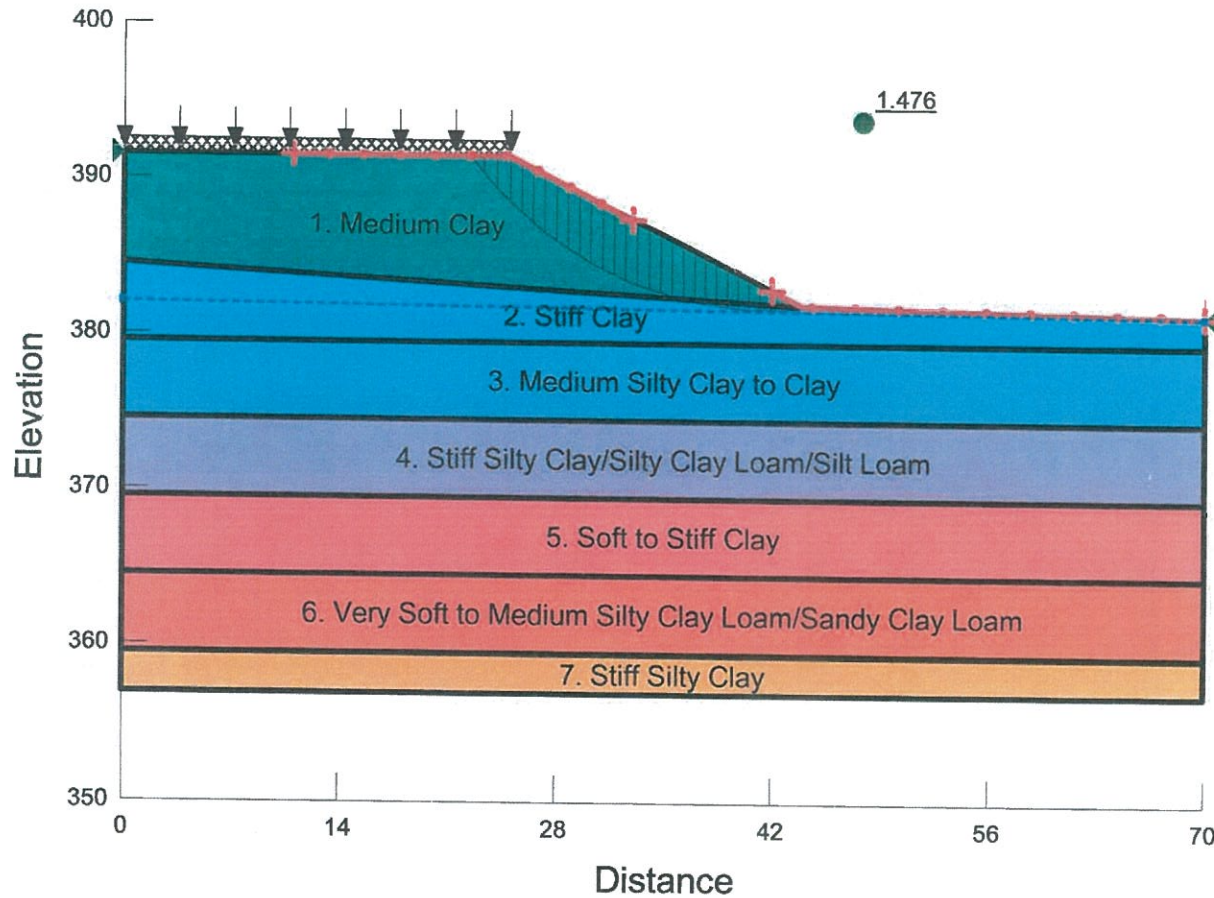 400
1.476
390
1. Medium Clay
380
2. Stiff Clay
3. Medium Silty Clay to Clay
Elevation
4. Stiff Silty Clay/Silty Clay Loam/Silt Loam
370
5. Soft to Stiff Clay
6. Very Soft to Medium Silty Clay Loam/Sandy Clay Loam
360
7. Stiff Silty Clay
350
0 14 28 42 56 70
Distance